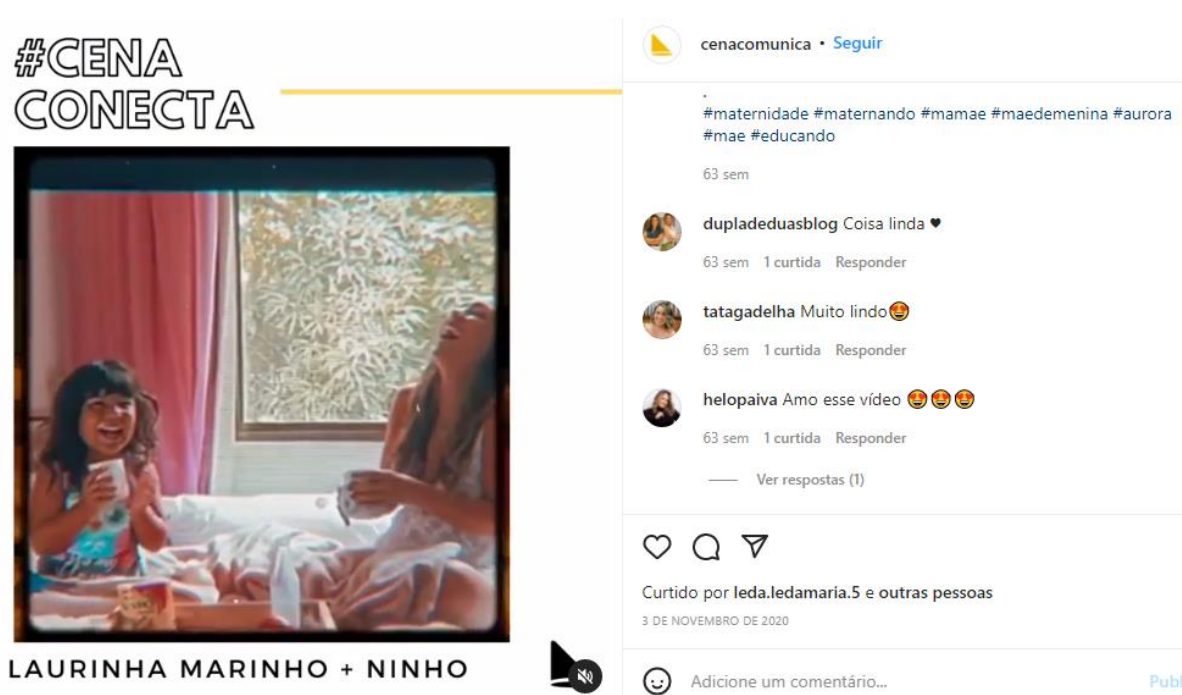 #CENA
CONECTA
LAURINHA MARINHO + NINHO
cenacomunica • Seguir
.
#maternidade #maternando #mamae #maedemenina #aurora
#mae #educando
63 sem
dupladeduasblog Coisa linda 🖤
63 sem 1 curtida Responder
tatagadelha Muito lindo😍
63 sem 1 curtida Responder
helopaiva Amo esse vídeo 😍😍😍
63 sem 1 curtida Responder
Ver respostas (1)
Curtido por leda.ledamaria.5 e outras pessoas
3 DE NOVEMBRO DE 2020
Adicione um comentário...